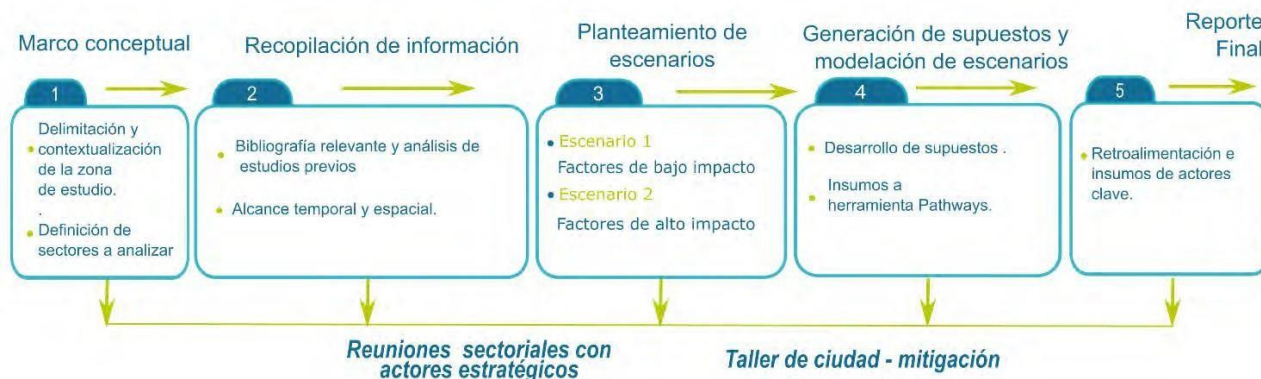 Marco conceptual
1
Delimitación y
contextualización
de la zona
de estudio.
.
Definición de
sectores a analizar
Recopilación de información
2
Bibliografía relevante y análisis de
estudios previos
Alcance temporal y espacial.
Planteamiento de
escenarios
3
Escenario 1
Factores de bajo impacto
Escenario 2
Factores de alto impacto
Generación de supuestos y
modelación de escenarios
4
Desarrollo de supuestos .
Insumos a
herramienta Pathways.
Reporte
Final
5
Retroalimentación e
insumos de actores
clave.
Reuniones sectoriales con
actores estratégicos
Taller de ciudad - mitigación